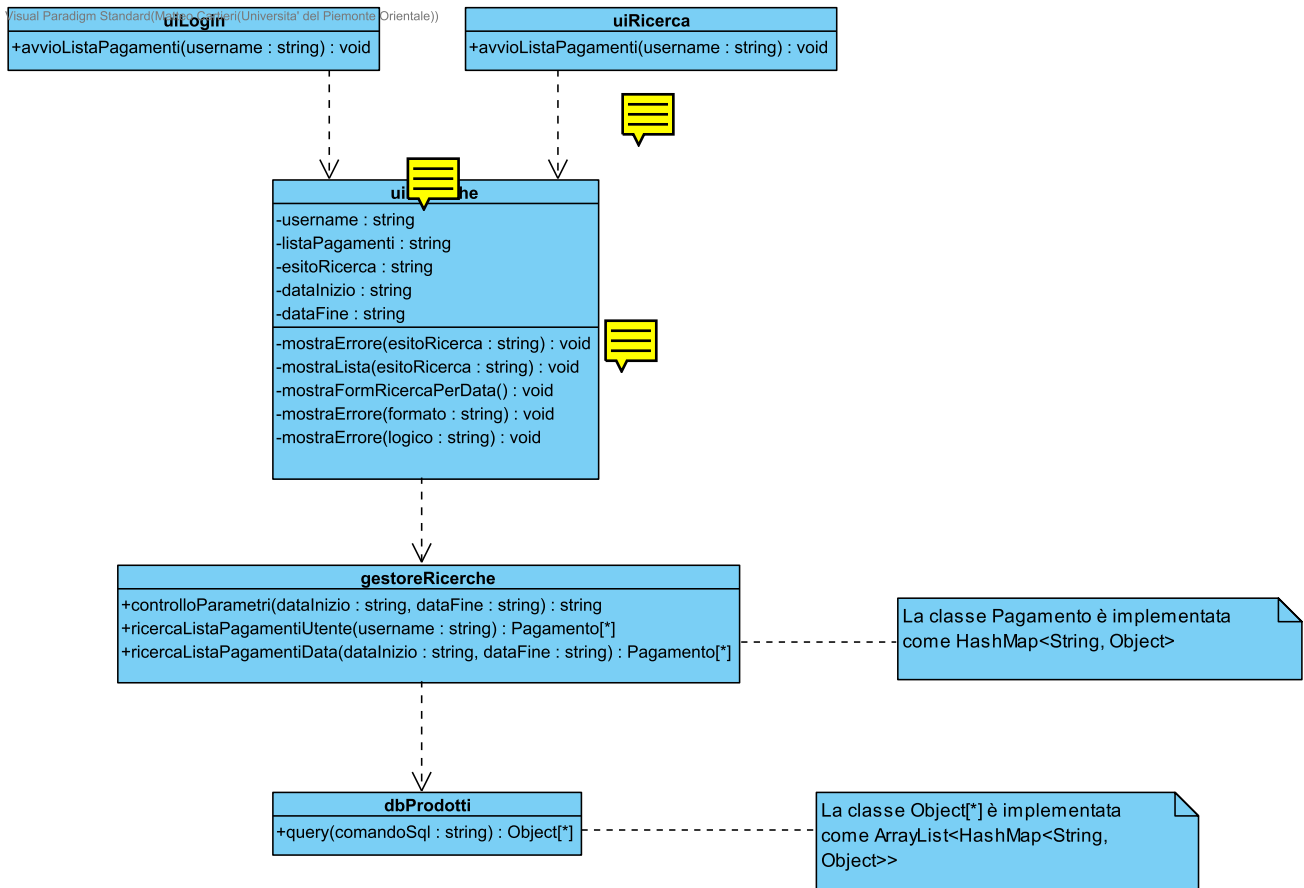 Visual Paradigm Standard(Matteo Cartieri(Universita' del Piemonte Orientale))
uiLogin
+avvioListaPagamenti(username : string) : void
uiRicerca
+avvioListaPagamenti(username : string) : void
-username : string
-listaPagamenti : string
-esitoRicerca : string
-dataInizio : string
-dataFine : string
-mostraErrore(esitoRicerca : string) : void
-mostraLista(esitoRicerca : string) : void
-mostraFormRicercaPerData() : void
-mostraErrore(formato : string) : void
-mostraErrore(logico : string) : void
gestoreRicerche
+controlloParametri(dataInizio : string, dataFine : string) : string
+ricercaListaPagamentiUtente(username : string) : Pagamento[*]
+ricercaListaPagamentiData(dataInizio : string, dataFine : string) : Pagamento[*]
La classe Pagamento è implementata
come HashMap<String, Object>
dbProdotti
+query(comandoSql : string) : Object[*]
La classe Object[*] è implementata
come ArrayList<HashMap<String,
Object>>